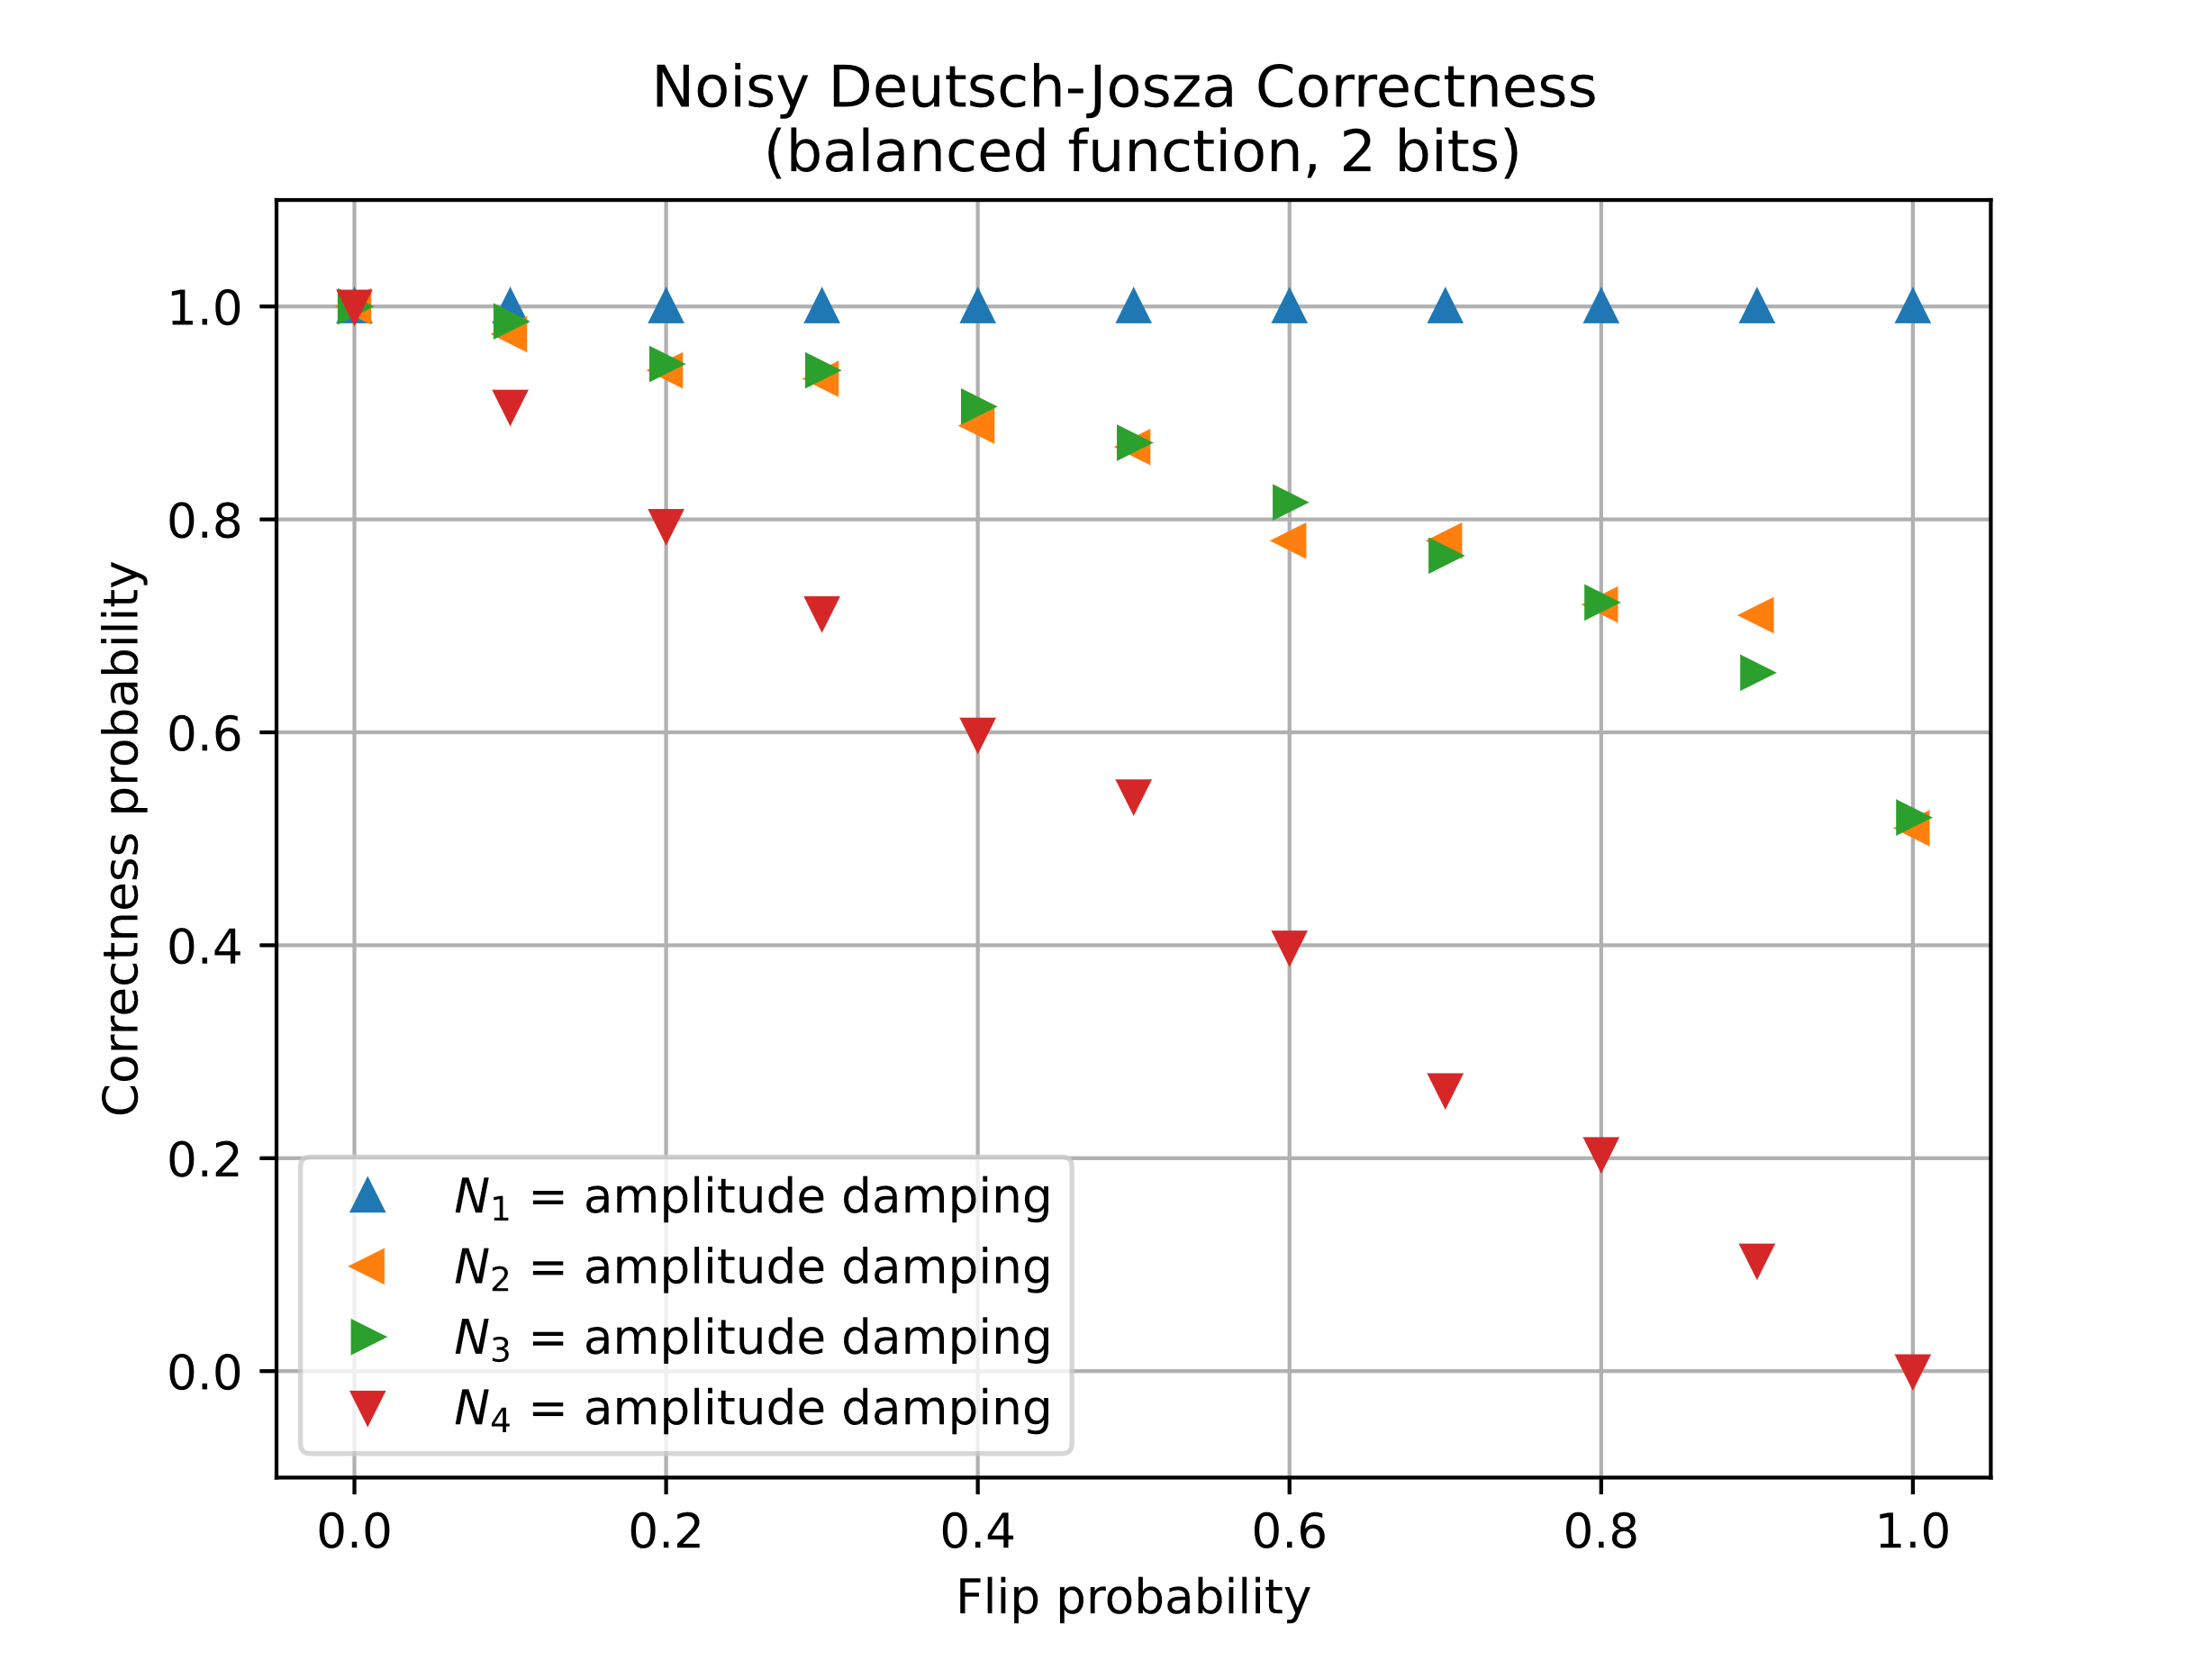 Noisy Deutsch-Josza Correctness
(balanced function, 2 bits)
Correctness probability
1.0
0.8
0.6
0.4
0.2
0.0
N₁ = amplitude damping
N₂ = amplitude damping
N₃ = amplitude damping
N₄ = amplitude damping
0.0 0.2 0.4 0.6 0.8 1.0
Flip probability